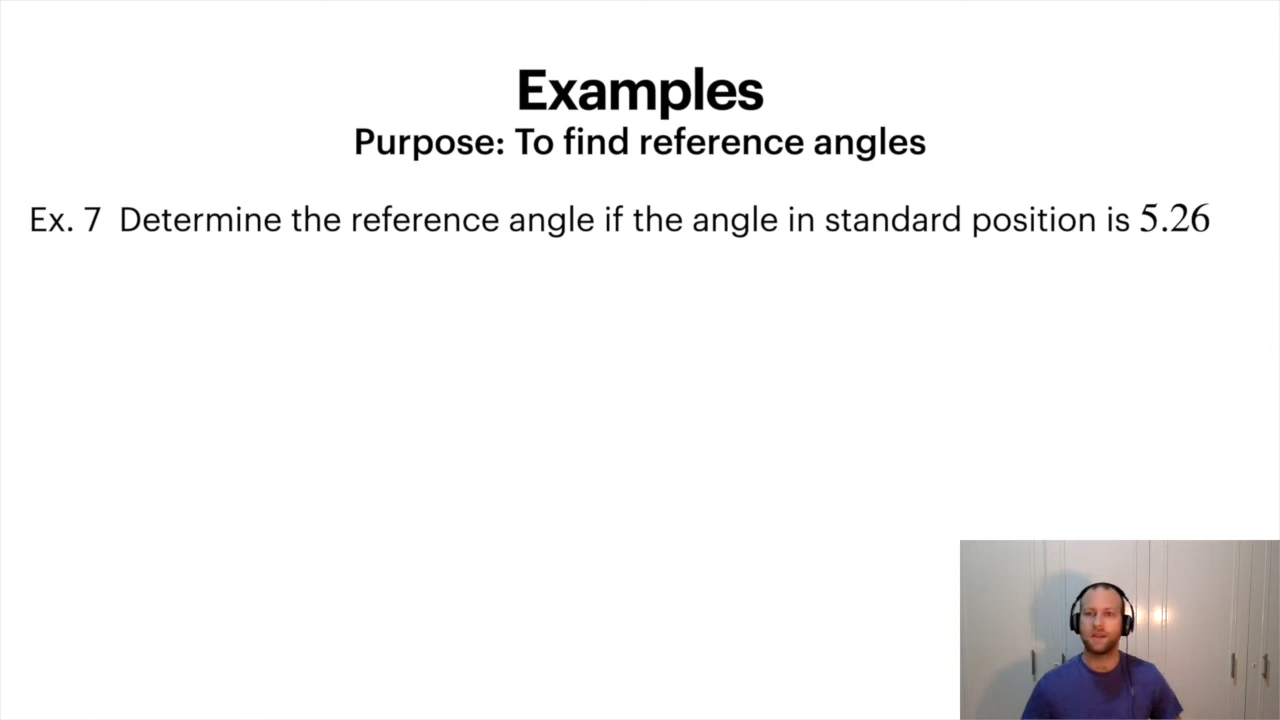 Examples
Purpose: To find reference angles
Ex. 7 Determine the reference angle if the angle in standard position is 5.26